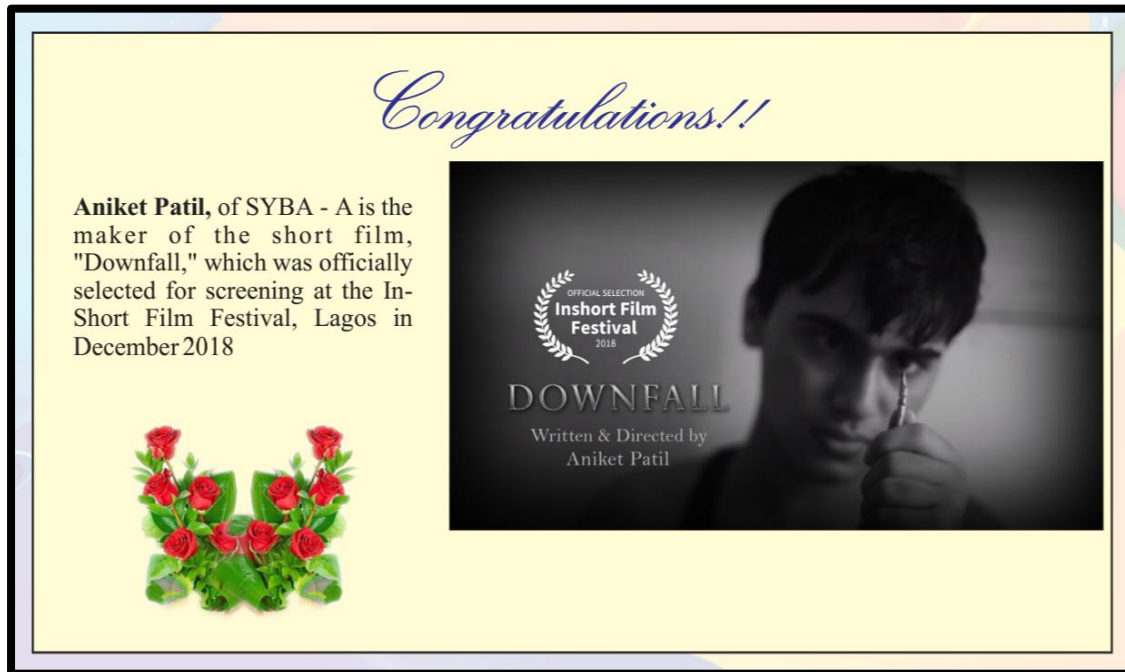 Congratulations!!
Aniket Patil, of SYBA - A is the
maker of the short film,
"Downfall," which was officially
selected for screening at the In-
Short Film Festival, Lagos in
December 2018
OFFICIAL SELECTION
Inshort Film
Festival
2018
DOWNFALL
Written & Directed by
Aniket Patil